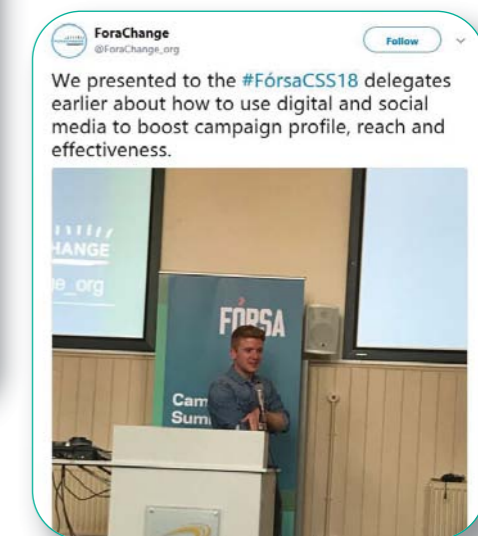 ForaChange
@ForaChange_org
Follow
We presented to the #FórsaCSS18 delegates
earlier about how to use digital and social
media to boost campaign profile, reach and
effectiveness.
HANGE
e_org
FÓRSA
Cam
Sum